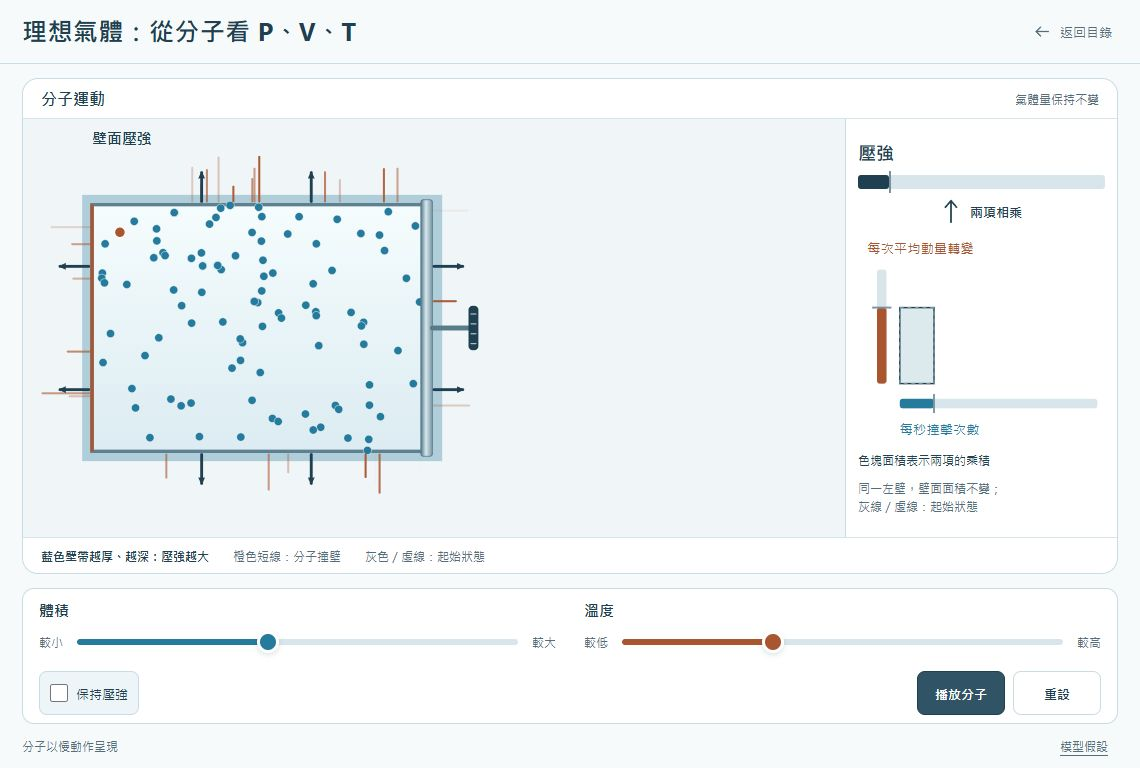 理想氣體：從分子看 P、V、T
← 返回目錄
分子運動
氣體量保持不變
壁面壓強
壓強
兩項相乘
每次平均動量轉變
每秒撞擊次數
色塊面積表示兩項的乘積
同一左壁，壁面面積不變；
灰線 / 虛線：起始狀態
藍色壁帶越厚、越深：壓強越大
橙色短線：分子撞壁
灰色 / 虛線：起始狀態
體積
較小
較大
溫度
較低
較高
保持壓強
播放分子
重設
分子以慢動作呈現
模型假設